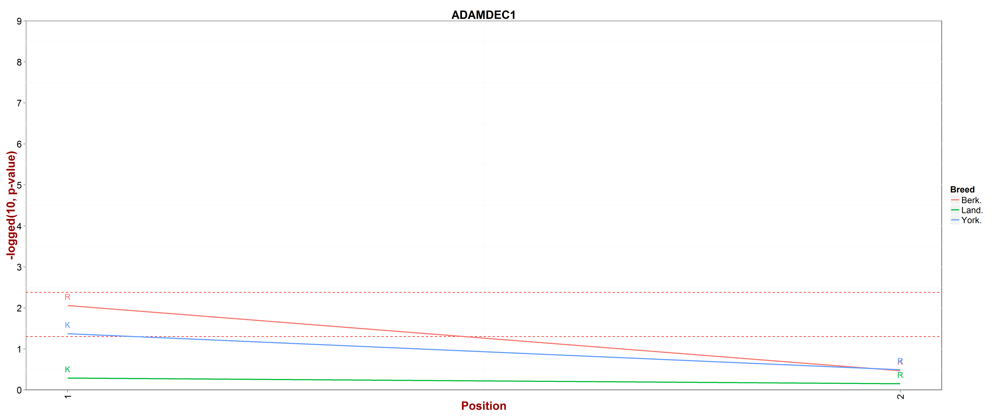 ADAMDEC1
9
8
7
6
5
4
3
2
1
0
-logged(10, p-value)
R
K
K
R
R
1
2
Position
Breed
Berk.
Land.
York.